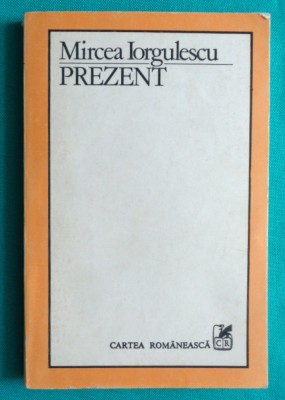 Mircea Iorgulescu
PREZENT
CARTEA ROMÂNEASCĂ
CR